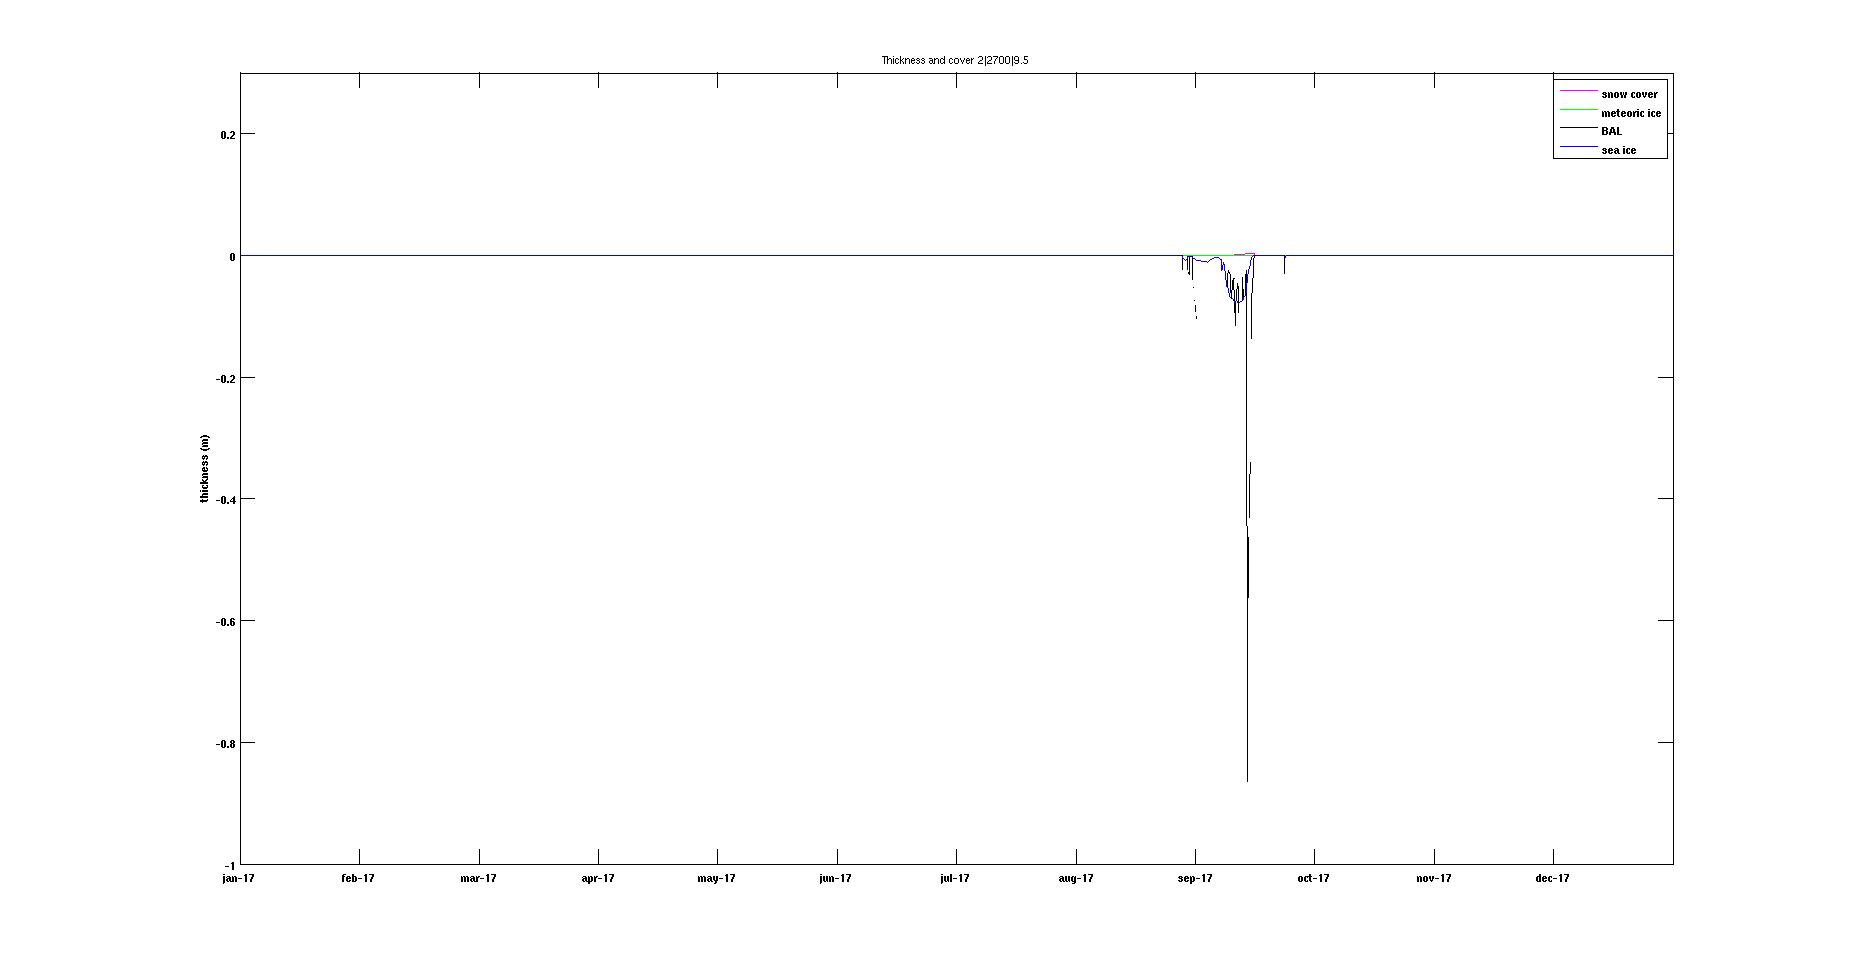 Thickness and cover 2|2700|9.5
snow cover
meteoric ice
BAL
sea ice
0.2
0
-0.2
-0.4
-0.6
-0.8
-1
thickness (m)
jan-17 feb-17 mar-17 apr-17 may-17 jun-17 jul-17 aug-17 sep-17 oct-17 nov-17 dec-17